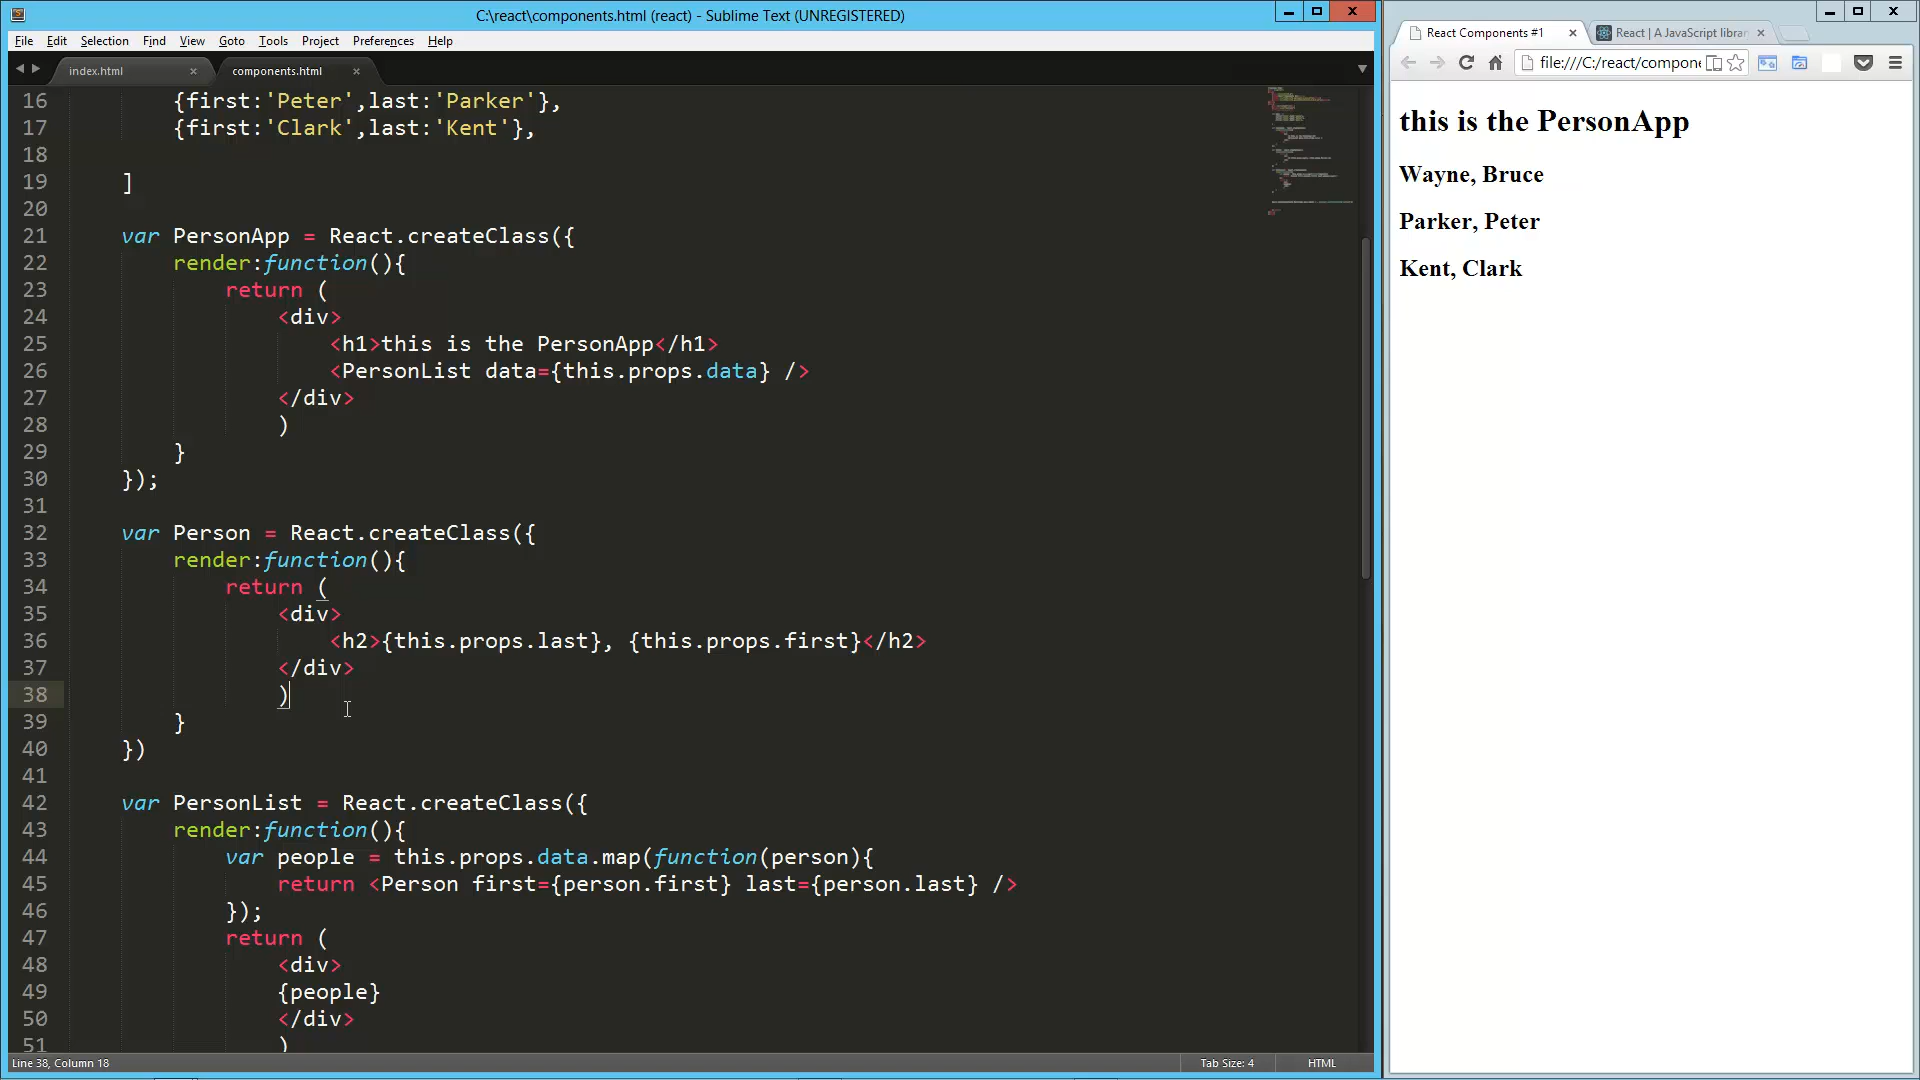 C:\react\components.html (react) - Sublime Text (UNREGISTERED)
File Edit Selection Find View Goto Tools Project Preferences Help
index.html components.html
16 {first:'Peter',last:'Parker'},
17 {first:'Clark',last:'Kent'},
18
19 ]
20
21 var PersonApp = React.createClass({
22 render:function(){
23 return (
24 <div>
25 <h1>this is the PersonApp</h1>
26 <PersonList data={this.props.data} />
27 </div>
28 )
29 }
30 });
31
32 var Person = React.createClass({
33 render:function(){
34 return (
35 <div>
36 <h2>{this.props.last}, {this.props.first}</h2>
37 </div>
38 )
39 }
40 })
41
42 var PersonList = React.createClass({
43 render:function(){
44 var people = this.props.data.map(function(person){
45 return <Person first={person.first} last={person.last} />
46 });
47 return (
48 <div>
49 {people}
50 </div>
51 )
Line 38, Column 18 Tab Size: 4 HTML
React Components #1 React | A JavaScript librar
file:///C:/react/compone
this is the PersonApp
Wayne, Bruce
Parker, Peter
Kent, Clark